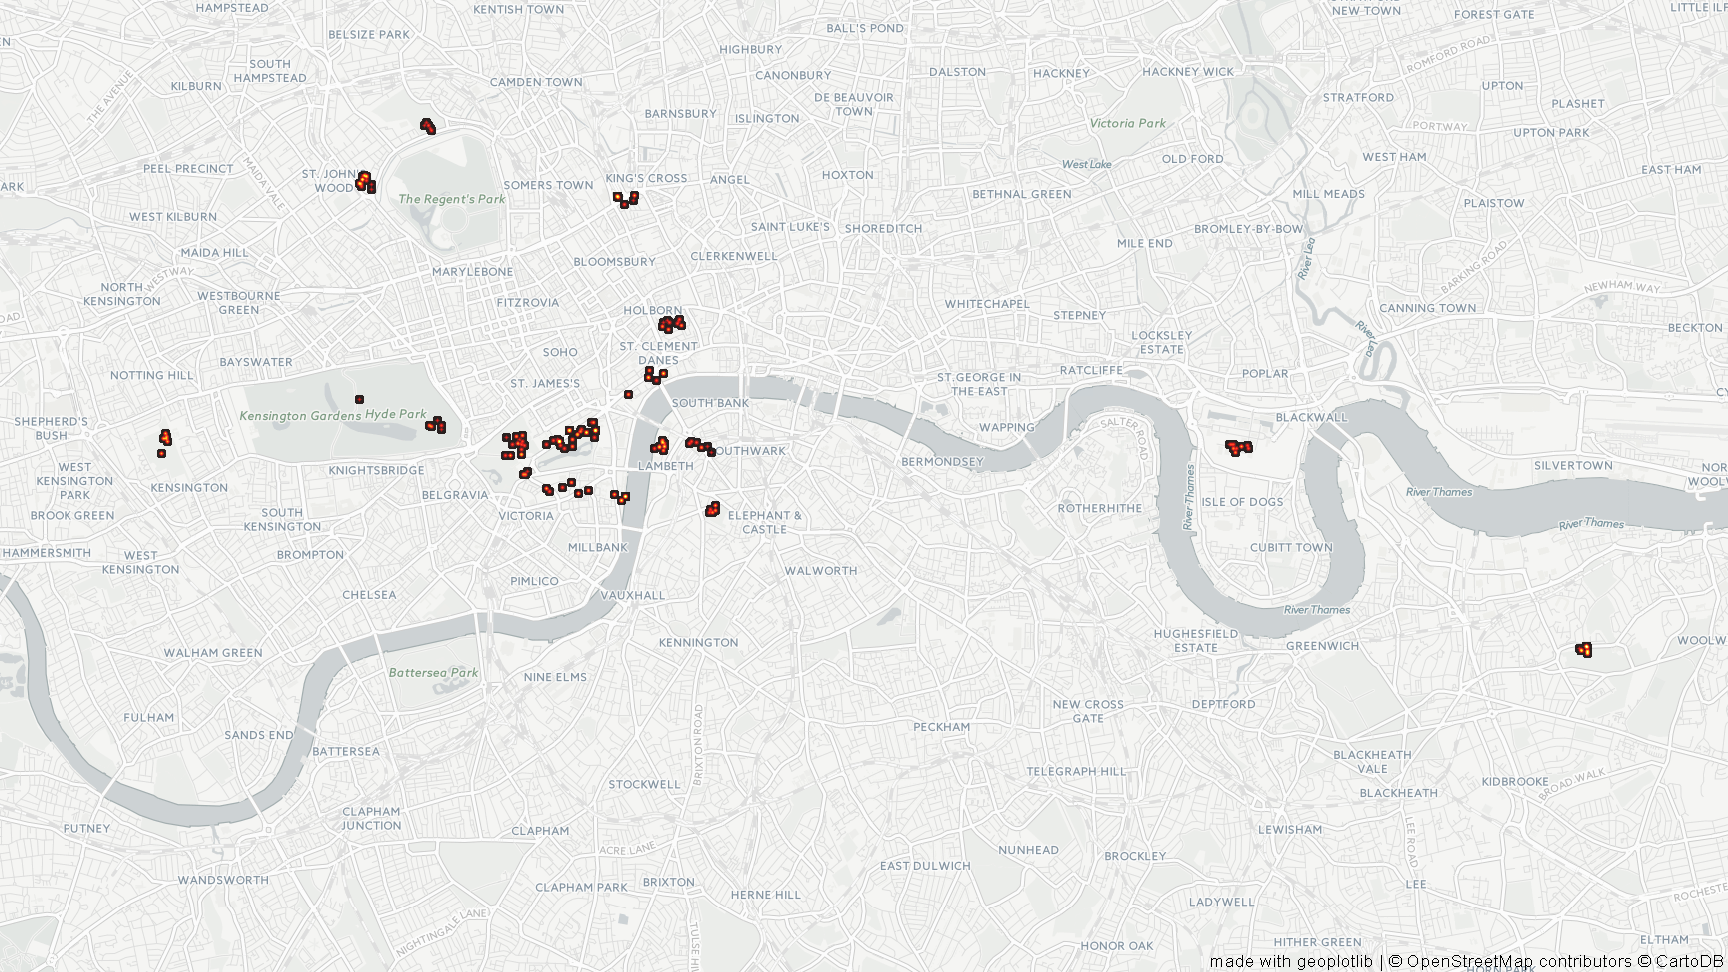 HAMPSTEAD
KENTISH TOWN
NEW TOWN
FOREST GATE
LITTLE ILF
BELSIZE PARK
BALL'S POND
HIGHBURY
ROMFORD ROAD
SOUTH
HAMPSTEAD
KILBURN
THE AVENUE
CAMDEN TOWN
CANONBURY
DALSTON
HACKNEY
HACKNEY WICK
UPTON
DE BEAUVOIR
TOWN
STRATFORD
PLASHET
BARNSBURY
ISLINGTON
Victoria Park
PORTWAY
UPTON PARK
PEEL PRECINCT
MAIDA VALE
ST. JOHN'
WOOD
SOMERS TOWN
KING'S CROSS
ANGEL
HOXTON
West Lake
OLD FORD
WEST HAM
EAST HAM
ARK
The Regent's Park
BETHNAL GREEN
MILL MEADS
PLAISTOW
WEST KILBURN
SAINT LUKE'S
SHOREDITCH
BROMLEY-BY-BOW
MILE END
MAIDA HILL
BLOOMSBURY
CLERKENWELL
River Lea
BARKING ROAD
WESTWAY
MARYLEBONE
NORTH
KENSINGTON
WESTBOURNE
GREEN
FITZROVIA
HOLBORN
WHITECHAPEL
STEPNEY
CANNING TOWN
NEWHAM WAY
OAD
BECKTON
LOCKSLEY
ESTATE
River Lea
SOHO
ST. CLEMENT
DANES
BAYSWATER
NOTTING HILL
ST. JAMES'S
ST.GEORGE IN
THE EAST
RATCLIFFE
POPLAR
SOUTH BANK
Kensington Gardens
Hyde Park
BLACKWALL
SHEPHERD'S
BUSH
WAPPING
SALTER ROAD
OUTHWARK
BERMONDSEY
KNIGHTSBRIDGE
LAMBETH
SILVERTOWN
WEST
KENSINGTON
PARK
KENSINGTON
BELGRAVIA
River Thames
River Thames
NOR
WOOLW
BROOK GREEN
SOUTH
KENSINGTON
VICTORIA
ELEPHANT &
CASTLE
ROTHERHITHE
ISLE OF DOGS
River Thames
HAMMERSMITH
WEST
KENSINGTON
BROMPTON
MILLBANK
CUBITT TOWN
WALWORTH
PIMLICO
CHELSEA
VAUXHALL
River Thames
KENNINGTON
HUGHESFIELD
ESTATE
GREENWICH
WOOLW
WALHAM GREEN
Battersea Park
NINE ELMS
FULHAM
NEW CROSS
GATE
DEPTFORD
SANDS END
PECKHAM
BRIXTON ROAD
BATTERSEA
BLACKHEATH
VALE
STOCKWELL
TELEGRAPH HILL
KIDBROOKE
BROAD WALK
BLACKHEATH
CLAPHAM
JUNCTION
FUTNEY
CLAPHAM
LEWISHAM
LEE ROAD
ACRE LANE
NUNHEAD
BROCKLEY
EAST DULWICH
WANDSWORTH
CLAPHAM PARK
BRIXTON
HERNE HILL
LEE
ROCHESTER
LADYWELL
NIGHTINGALE LANE
TULSE HI
HONOR OAK
HITHER GREEN
ELTHAM
made with geoplotlib | © OpenStreetMap contributors © CartoDB